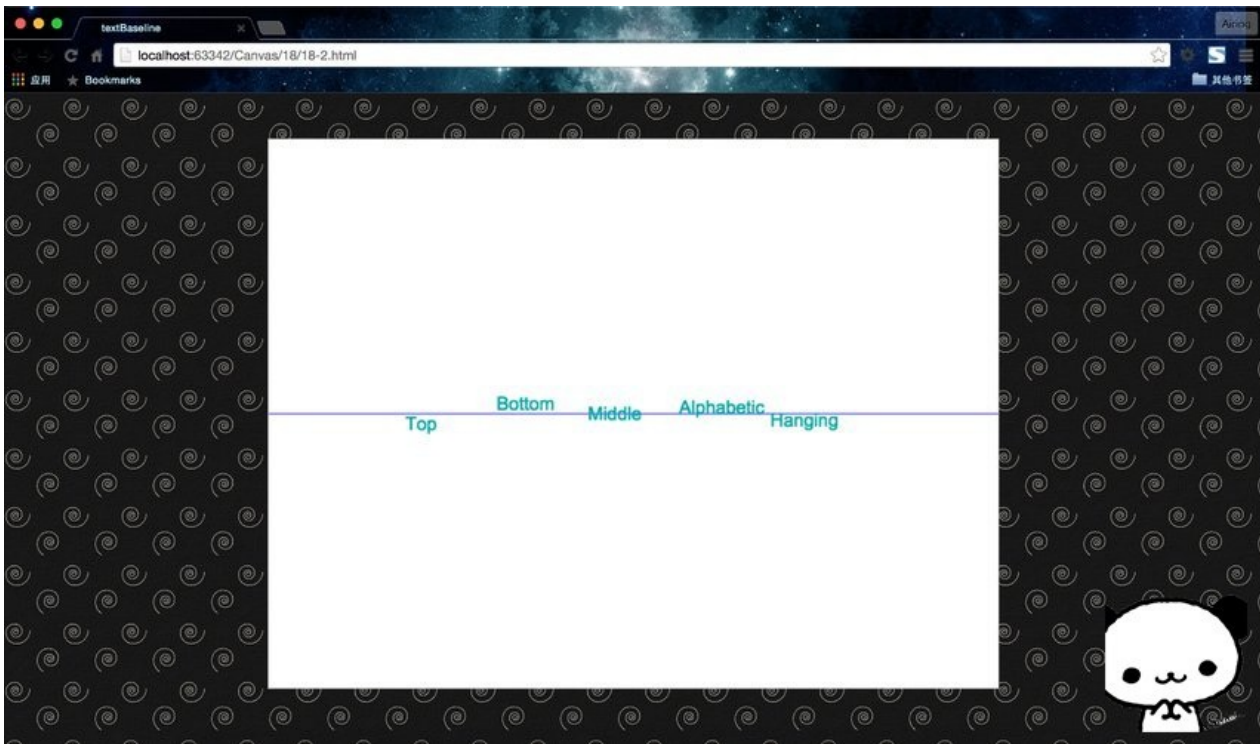 textBaseline
Airing
localhost:63342/Canvas/18/18-2.html
应用
Bookmarks
其他书签
Bottom
Alphabetic
Middle
Hanging
Top